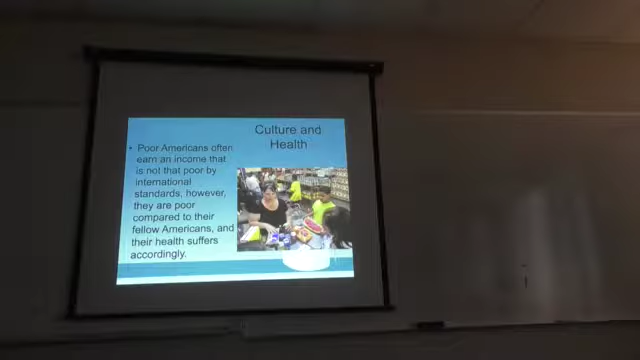 Culture and
Health
• Poor Americans often
earn an income that
is not that poor by
international
standards, however,
they are poor
compared to their
fellow Americans, and
their health suffers
accordingly.